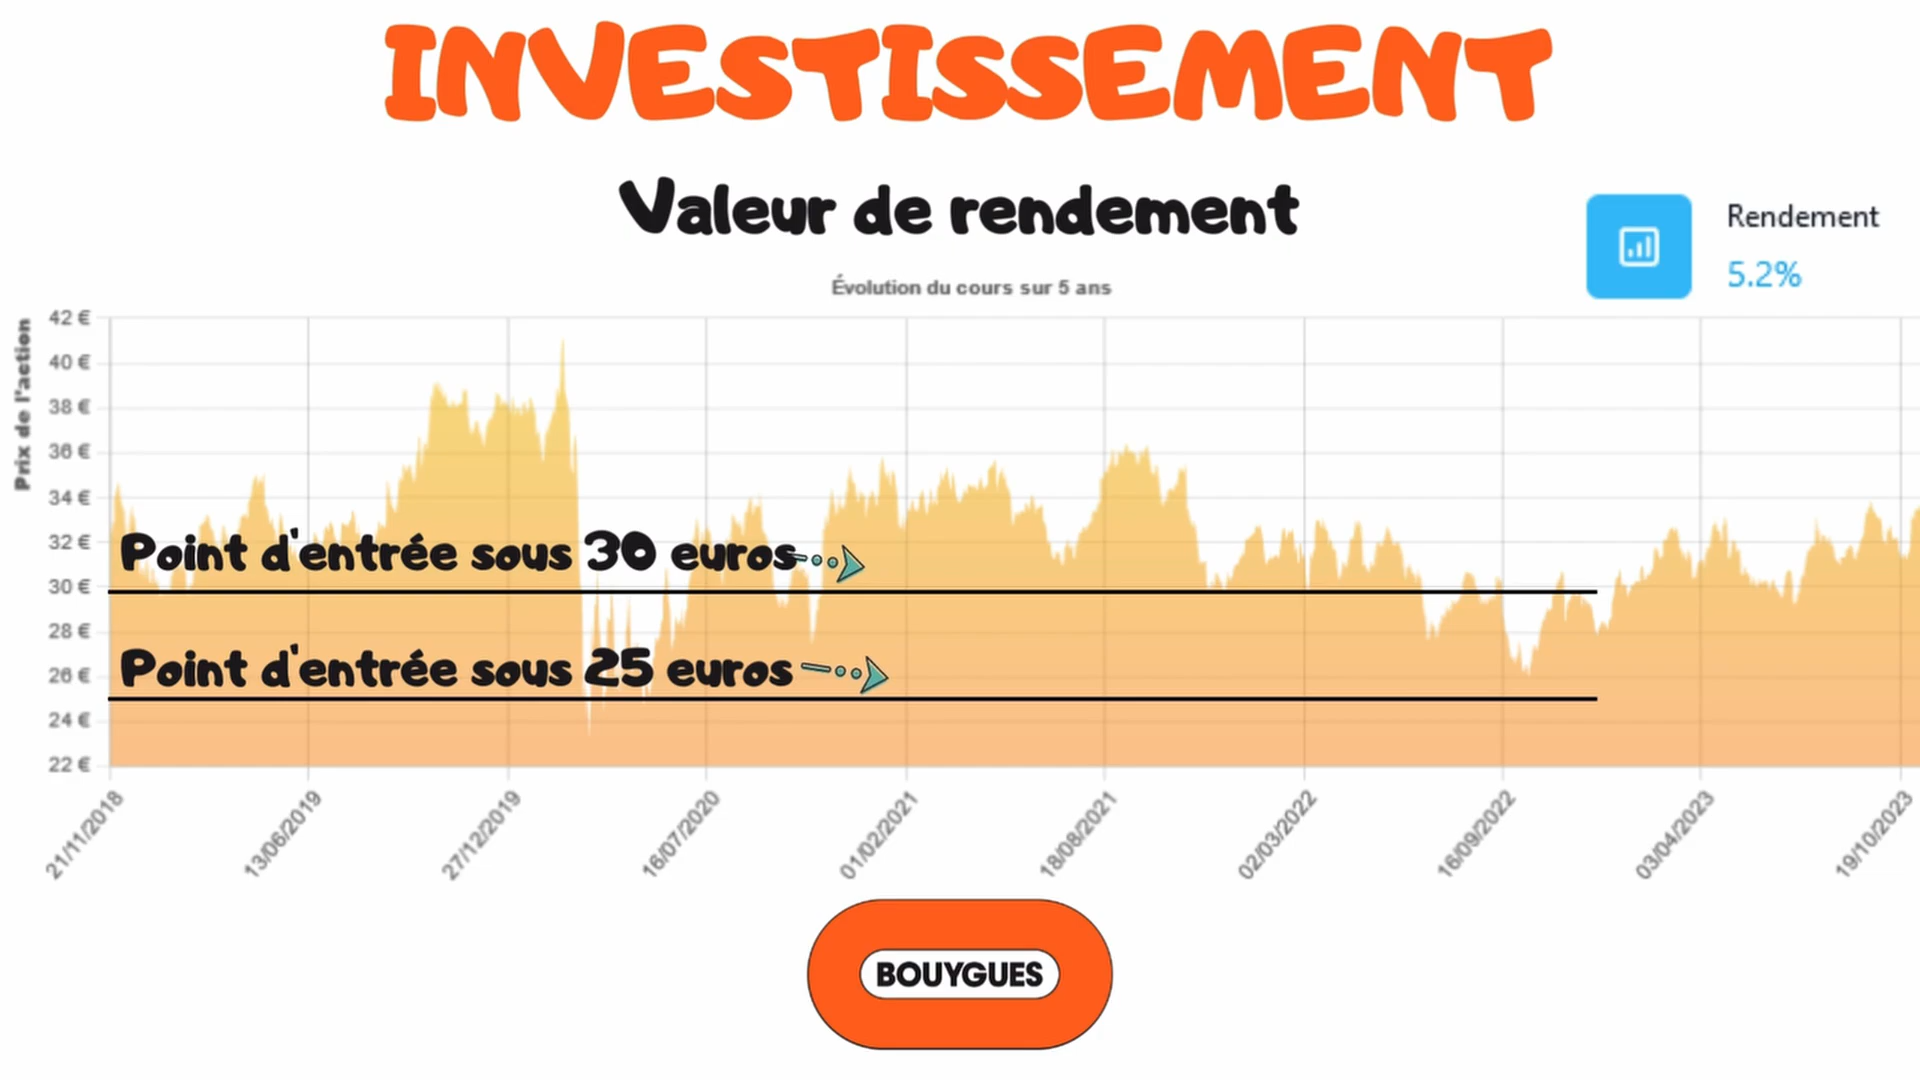 INVESTISSEMENT
Valeur de rendement
Rendement
5.2%
Évolution du cours sur 5 ans
Prix de l'action
42 €
40 €
38 €
36 €
34 €
32 €
30 €
28 €
26 €
24 €
22 €
Point d'entrée sous 30 euros
Point d'entrée sous 25 euros
21/11/2018
13/06/2019
27/12/2019
16/07/2020
01/02/2021
18/08/2021
02/03/2022
16/09/2022
03/04/2023
19/10/2023
BOUYGUES